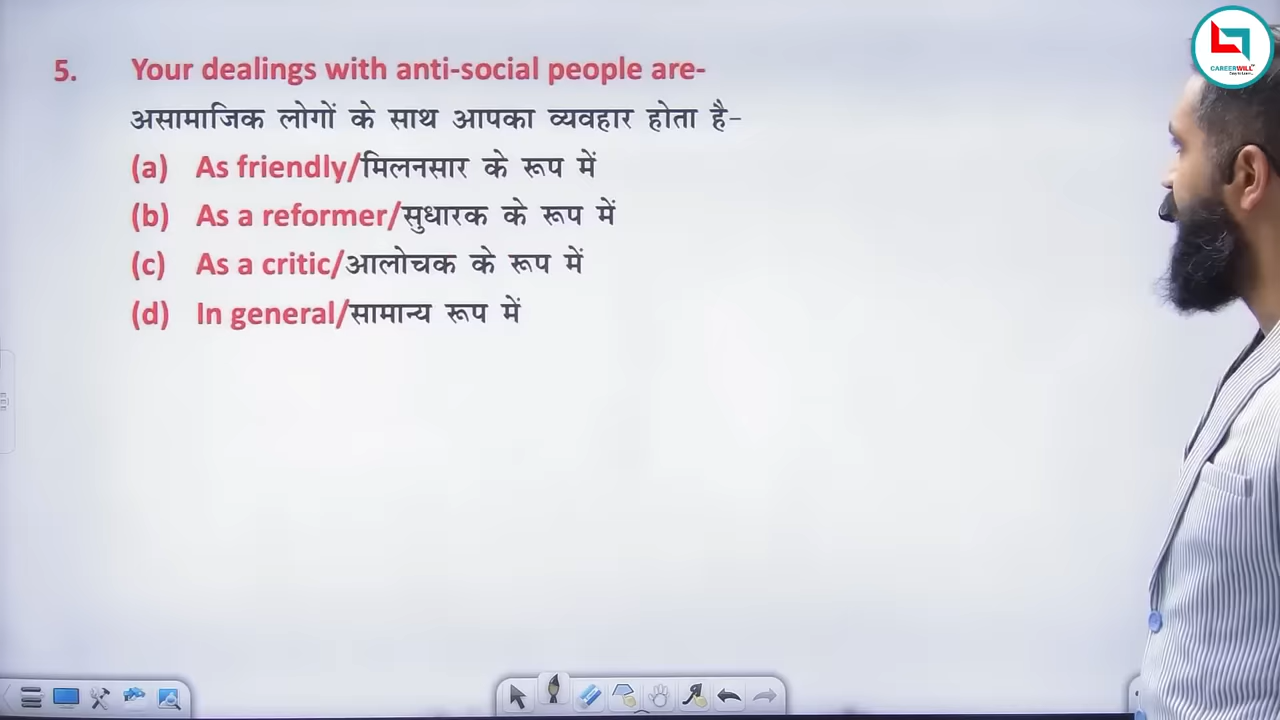 CAREERWILL
5. Your dealings with anti-social people are-
असामाजिक लोगों के साथ आपका व्यवहार होता है-
(a) As friendly/मिलनसार के रूप में
(b) As a reformer/सुधारक के रूप में
(c) As a critic/आलोचक के रूप में
(d) In general/सामान्य रूप में